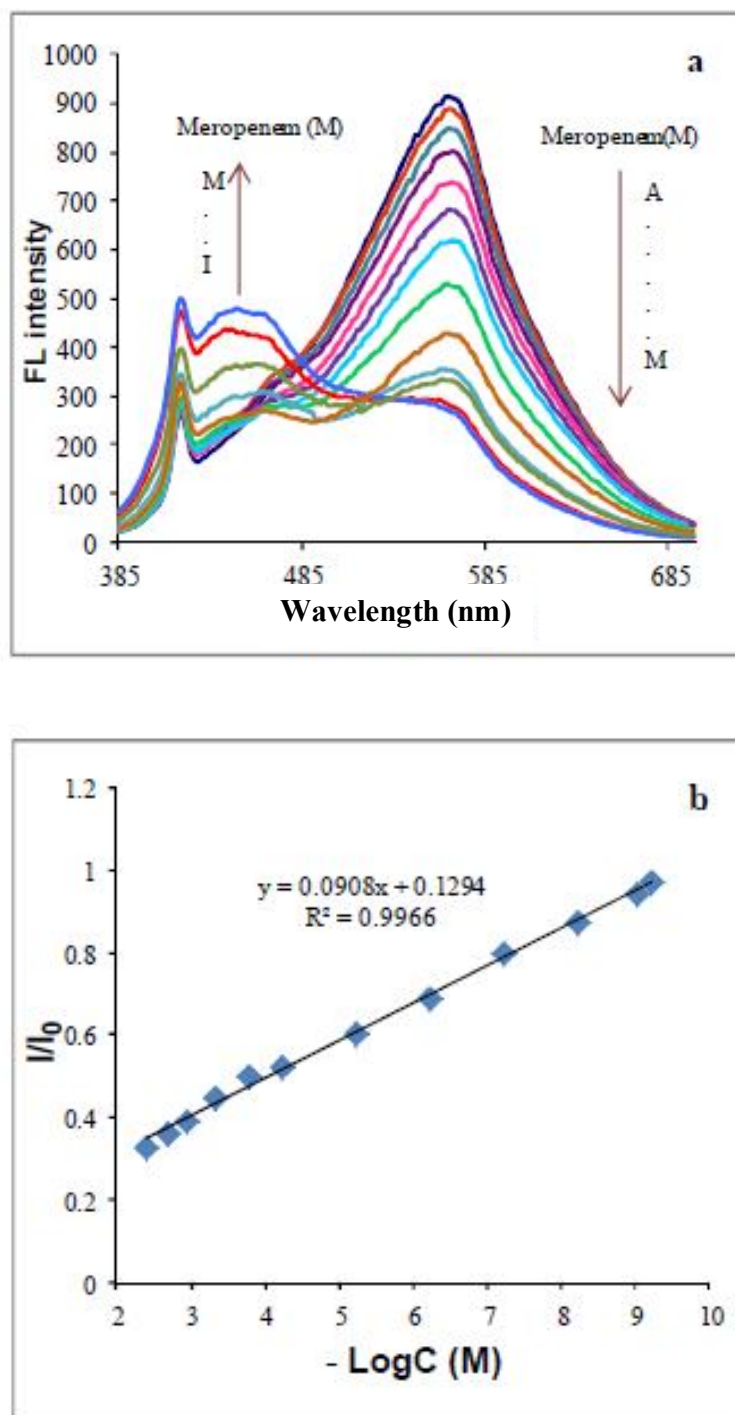 a
1000
900
800
700
600
500
400
300
200
100
0
FL intensity
Meropenem (M)
M
.
.
I
Meropenem (M)
A
.
.
.
.
.
M
385 485 585 685
Wavelength (nm)
b
1.2
1
0.8
0.6
0.4
0.2
0
I/I₀
y = 0.0908x + 0.1294
R² = 0.9966
2 3 4 5 6 7 8 9 10
- LogC (M)